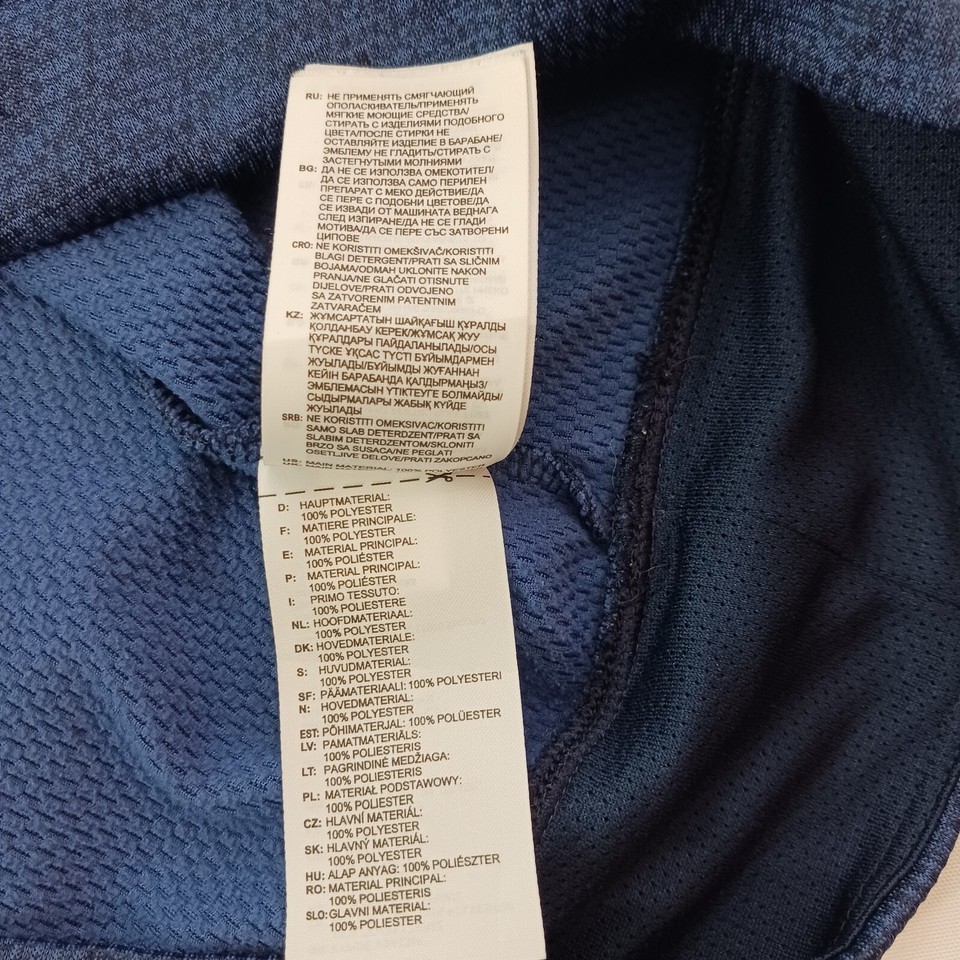 RU: НЕ ПРИМЕНЯТЬ СМЯГЧАЮЩИЙ
ОПОЛАСКИВАТЕЛЬ/ПРИМЕНЯТЬ
МЯГКИЕ МОЮЩИЕ СРЕДСТВА/
СТИРАТЬ С ИЗДЕЛИЯМИ ПОДОБНОГО
ЦВЕТА/ПОСЛЕ СТИРКИ НЕ
ОСТАВЛЯЙТЕ ИЗДЕЛИЕ В БАРАБАНЕ/
ЭМБЛЕМУ НЕ ГЛАДИТЬ/СТИРАТЬ С
ЗАСТЕГНУТЫМИ МОЛНИЯМИ
BG: ДА НЕ СЕ ИЗПОЛЗВА ОМЕКОТИТЕЛ/
ДА СЕ ИЗПОЛЗВА САМО ПЕРИЛЕН
ПРЕПАРАТ С МЕКО ДЕЙСТВИЕ/ДА
СЕ ПЕРЕ С ПОДОБНИ ЦВЕТОВЕ/ДА
СЕ ИЗВАДИ ОТ МАШИНАТА ВЕДНАГА
СЛЕД ИЗПИРАНЕ/ДА НЕ СЕ ГЛАДИ
МОТИВА/ДА СЕ ПЕРЕ СЪС ЗАТВОРЕНИ
ЦИПОВЕ
CRO: NE KORISTITI OMEKŠIVAČ/KORISTITI
BLAGI DETERGENT/PRATI SA SLIČNIM
BOJAMA/ODMAH UKLONITE NAKON
PRANJA/NE GLAČATI OTISNUTE
DIJELOVE/PRATI ODVOJENO
SA ZATVORENIM PATENTNIM
ZATVARAČEM
KZ: ЖҰМСАРТАТЫН ШАЙҚАҒЫШ ҚҰРАЛДЫ
ҚОЛДАНБАУ КЕРЕК/ЖҰМСАҚ ЖУУ
ҚҰРАЛДАРЫ ПАЙДАЛАНЫЛАДЫ/ОСЫ
ТҮСКЕ ҰҚСАС ТҮСТІ БҰЙЫМДАРМЕН
ЖУЫЛАДЫ/БҰЙЫМДЫ ЖУҒАННАН
КЕЙІН БАРАБАНДА ҚАЛДЫРМАҢЫЗ/
ЭМБЛЕМАСЫН ҮТІКТЕУГЕ БОЛМАЙДЫ/
СЫДЫРМАЛАРЫ ЖАБЫҚ КҮЙДЕ
ЖУЫЛАДЫ
SRB: NE KORISTITI OMEKSIVAC/KORISTITI
SAMO SLAB DETERDZENT/PRATI SA
SLABIM DETERDZENTOM/SKLONITI
BRZO SA SUSACA/NE PEGLATI
OSETLJIVE DELOVE/PRATI ZAKOPCANO
US: MAIN MATERIAL: 100% POLYESTER
D: HAUPTMATERIAL:
100% POLYESTER
F: MATIERE PRINCIPALE:
100% POLYESTER
E: MATERIAL PRINCIPAL:
100% POLIÉSTER
P: MATERIAL PRINCIPAL:
100% POLIÉSTER
I: PRIMO TESSUTO:
100% POLIESTERE
NL: HOOFDMATERIAAL:
100% POLYESTER
DK: HOVEDMATERIALE:
100% POLYESTER
S: HUVUDMATERIAL:
100% POLYESTER
SF: PÄÄMATERIAALI: 100% POLYESTERI
N: HOVEDMATERIAL:
100% POLYESTER
EST: PÕHIMATERJAL: 100% POLÜESTER
LV: PAMATMATERIĀLS:
100% POLIESTERIS
LT: PAGRINDINĖ MEDŽIAGA:
100% POLIESTERIS
PL: MATERIAŁ PODSTAWOWY:
100% POLIESTER
CZ: HLAVNÍ MATERIÁL:
100% POLYESTER
SK: HLAVNÝ MATERIÁL:
100% POLYESTER
HU: ALAP ANYAG: 100% POLIÉSZTER
RO: MATERIAL PRINCIPAL:
100% POLIESTERIS
SLO: GLAVNI MATERIAL:
100% POLYESTER